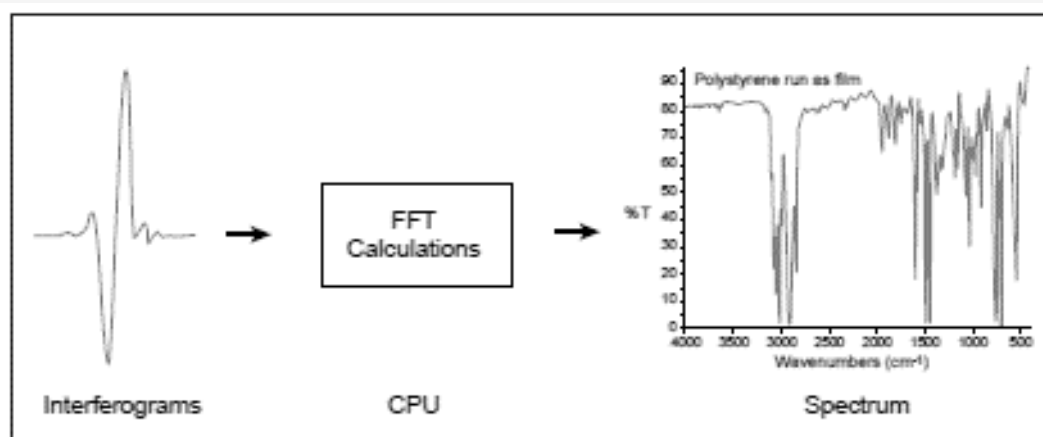 Polystyrene run as film
90
80
70
60
50
40
30
20
10
0
%T
4000 3500 3000 2500 2000 1500 1000 500
Wavenumbers (cm-1)
FFT
Calculations
Interferograms
CPU
Spectrum